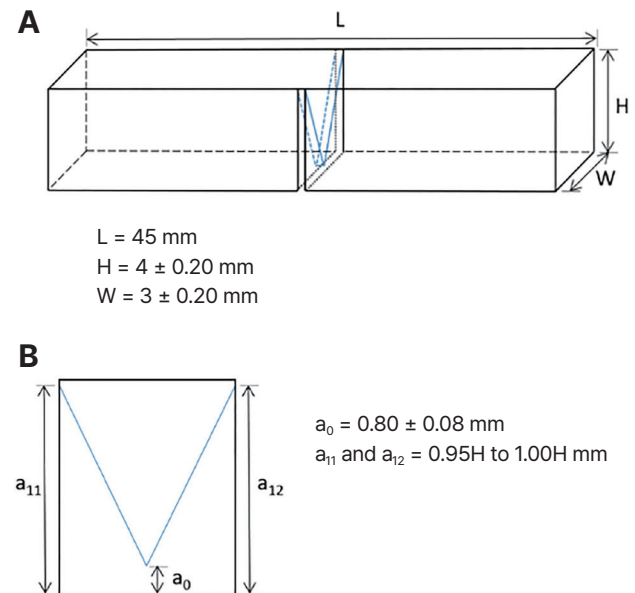 A
L
H
W
L = 45 mm
H = 4 ± 0.20 mm
W = 3 ± 0.20 mm
B
a₁₁
a₁₂
a₀
a₀ = 0.80 ± 0.08 mm
a₁₁ and a₁₂ = 0.95H to 1.00H mm